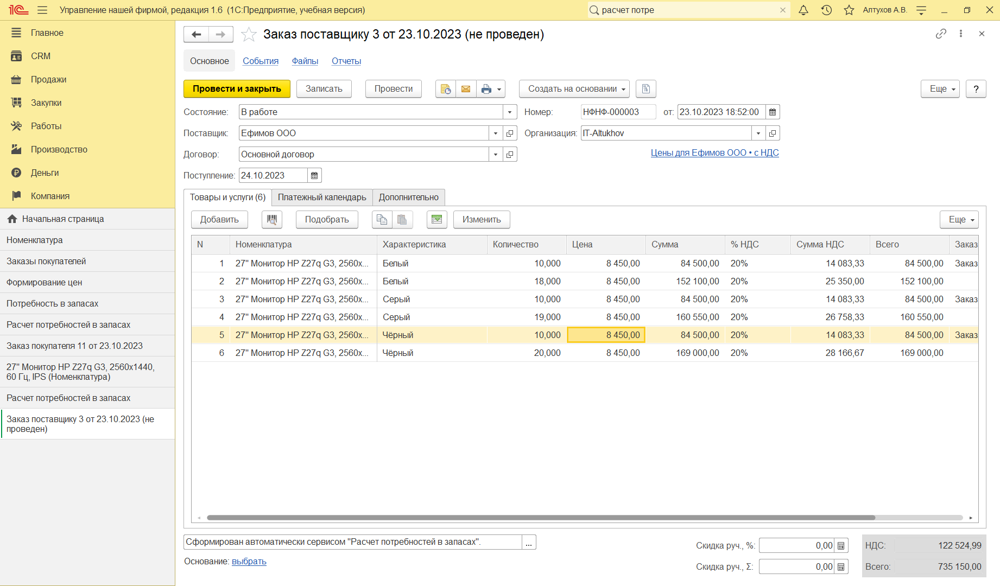 1С Управление нашей фирмой, редакция 1.6 (1С:Предприятие, учебная версия)
расчет потре
Алтухов А.В.
Главное
CRM
Продажи
Закупки
Работы
Производство
Деньги
Компания
Начальная страница
Номенклатура
Заказы покупателей
Формирование цен
Потребность в запасах
Расчет потребностей в запасах
Заказ покупателя 11 от 23.10.2023
27" Монитор HP Z27q G3, 2560x1440,
60 Гц, IPS (Номенклатура)
Расчет потребностей в запасах
Заказ поставщику 3 от 23.10.2023 (не
проведен)
Заказ поставщику 3 от 23.10.2023 (не проведен)
Основное События Файлы Отчеты
Провести и закрыть Записать Провести Создать на основании Еще ?
Состояние: В работе Номер: НФНФ-000003 от: 23.10.2023 18:52:00
Поставщик: Ефимов ООО Организация: IT-Altukhov
Договор: Основной договор Цены для Ефимов ООО • с НДС
Поступление: 24.10.2023
Товары и услуги (6) Платежный календарь Дополнительно
Добавить Подобрать Изменить Еще
N Номенклатура Характеристика Количество Цена Сумма % НДС Сумма НДС Всего Заказ
1 27" Монитор HP Z27q G3, 2560x... Белый 10,000 8 450,00 84 500,00 20% 14 083,33 84 500,00 Заказ
2 27" Монитор HP Z27q G3, 2560x... Белый 18,000 8 450,00 152 100,00 20% 25 350,00 152 100,00
3 27" Монитор HP Z27q G3, 2560x... Серый 10,000 8 450,00 84 500,00 20% 14 083,33 84 500,00 Заказ
4 27" Монитор HP Z27q G3, 2560x... Серый 19,000 8 450,00 160 550,00 20% 26 758,33 160 550,00
5 27" Монитор HP Z27q G3, 2560x... Чёрный 10,000 8 450,00 84 500,00 20% 14 083,33 84 500,00 Заказ
6 27" Монитор HP Z27q G3, 2560x... Чёрный 20,000 8 450,00 169 000,00 20% 28 166,67 169 000,00
Сформирован автоматически сервисом "Расчет потребностей в запасах". ...
Основание: выбрать
Скидка руч., %: 0,00 НДС: 122 524,99
Скидка руч., Σ: 0,00 Всего: 735 150,00